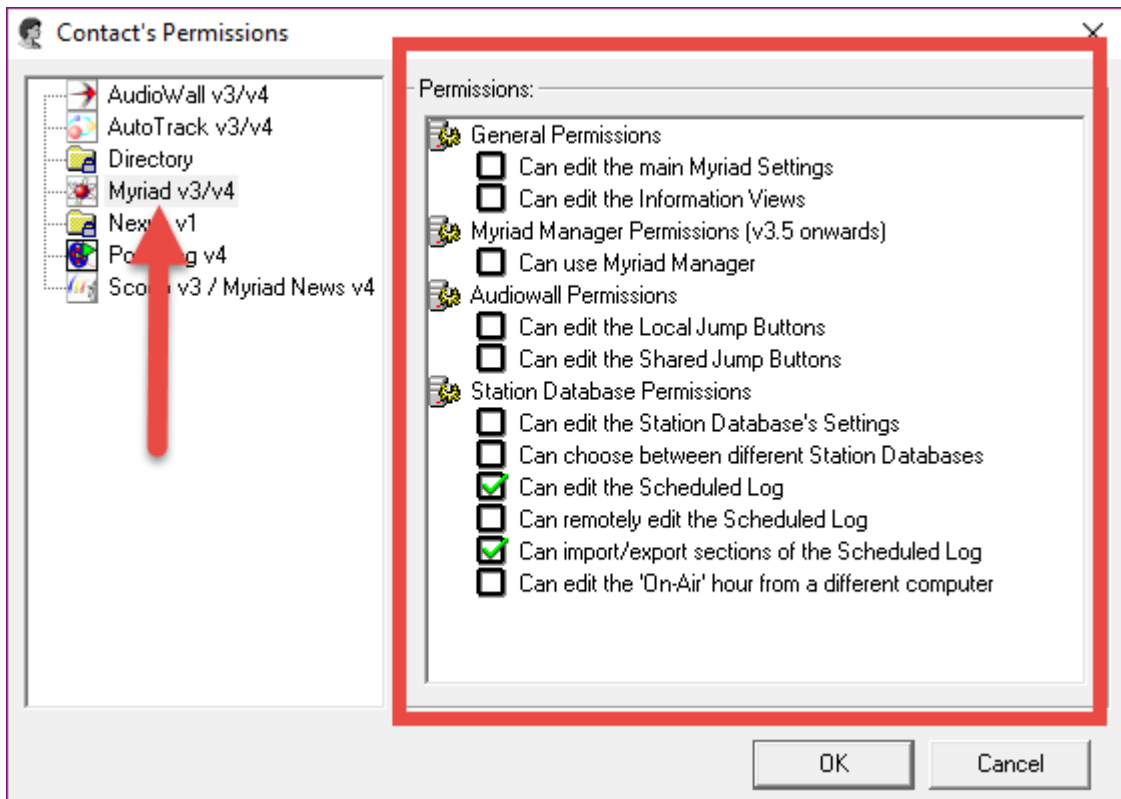 Contact's Permissions
AudioWall v3/v4
AutoTrack v3/v4
Directory
Myriad v3/v4
v1
v4
v3 / Myriad News v4
Permissions:
General Permissions
Can edit the main Myriad Settings
Can edit the Information Views
Myriad Manager Permissions (v3.5 onwards)
Can use Myriad Manager
Audiowall Permissions
Can edit the Local Jump Buttons
Can edit the Shared Jump Buttons
Station Database Permissions
Can edit the Station Database's Settings
Can choose between different Station Databases
Can edit the Scheduled Log
Can remotely edit the Scheduled Log
Can import/export sections of the Scheduled Log
Can edit the 'On-Air' hour from a different computer
OK
Cancel